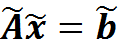 Ãx̃ = b̃